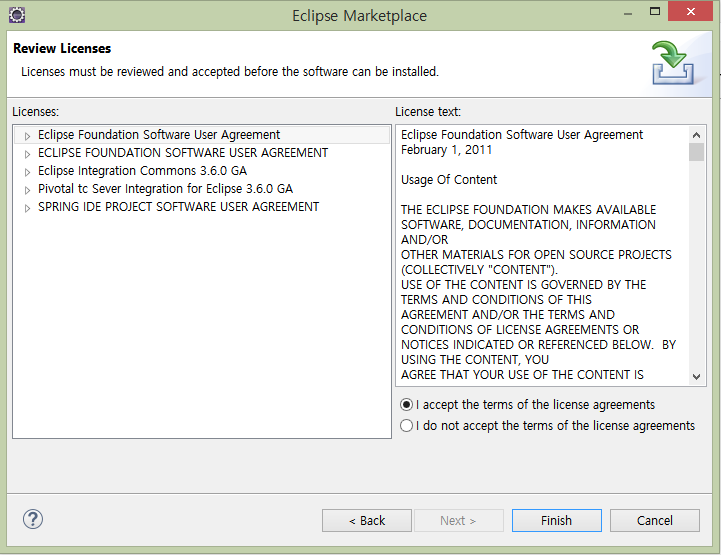 Eclipse Marketplace
Review Licenses
Licenses must be reviewed and accepted before the software can be installed.
Licenses:
Eclipse Foundation Software User Agreement
ECLIPSE FOUNDATION SOFTWARE USER AGREEMENT
Eclipse Integration Commons 3.6.0 GA
Pivotal tc Sever Integration for Eclipse 3.6.0 GA
SPRING IDE PROJECT SOFTWARE USER AGREEMENT
License text:
Eclipse Foundation Software User Agreement
February 1, 2011
Usage Of Content
THE ECLIPSE FOUNDATION MAKES AVAILABLE
SOFTWARE, DOCUMENTATION, INFORMATION
AND/OR
OTHER MATERIALS FOR OPEN SOURCE PROJECTS
(COLLECTIVELY "CONTENT").
USE OF THE CONTENT IS GOVERNED BY THE
TERMS AND CONDITIONS OF THIS
AGREEMENT AND/OR THE TERMS AND
CONDITIONS OF LICENSE AGREEMENTS OR
NOTICES INDICATED OR REFERENCED BELOW.  BY
USING THE CONTENT, YOU
AGREE THAT YOUR USE OF THE CONTENT IS
I accept the terms of the license agreements
I do not accept the terms of the license agreements
?
< Back
Next >
Finish
Cancel